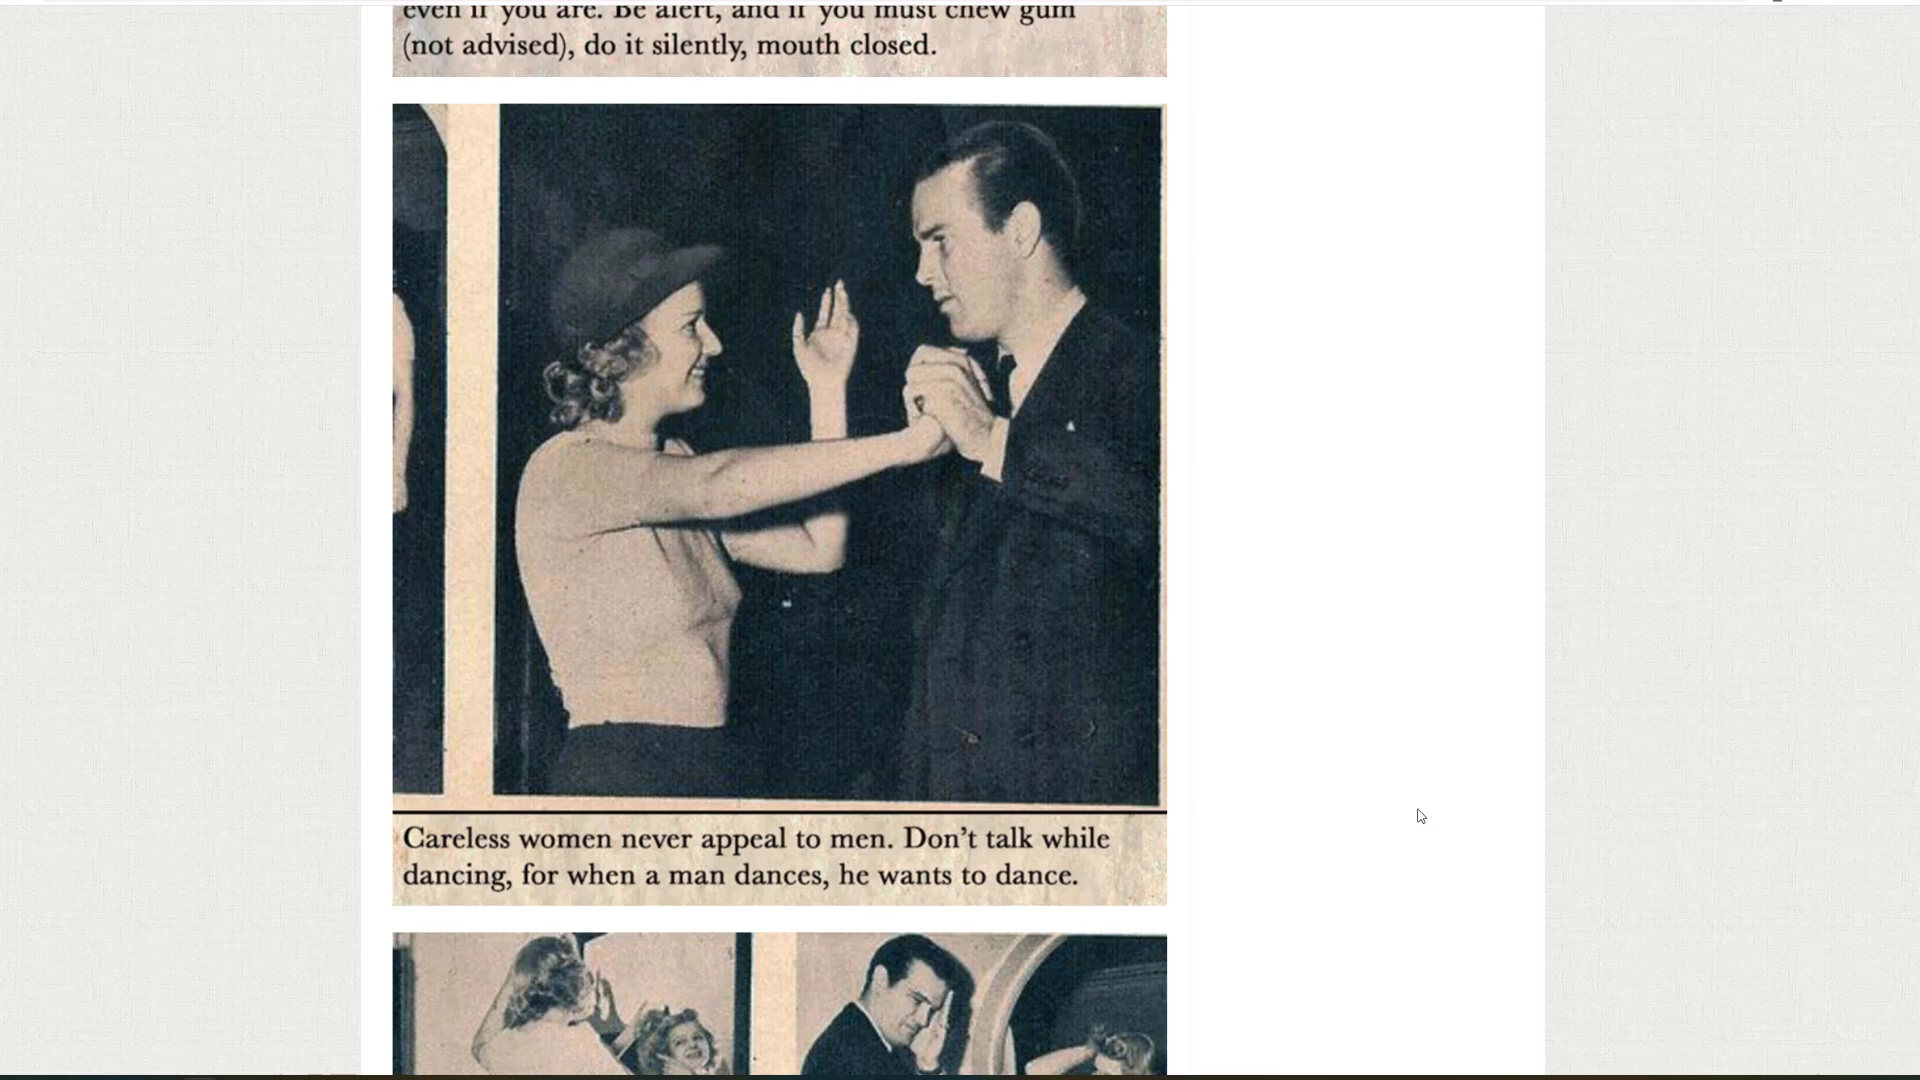 even if you are. Be alert, and if you must chew gum
(not advised), do it silently, mouth closed.
Careless women never appeal to men. Don’t talk while
dancing, for when a man dances, he wants to dance.